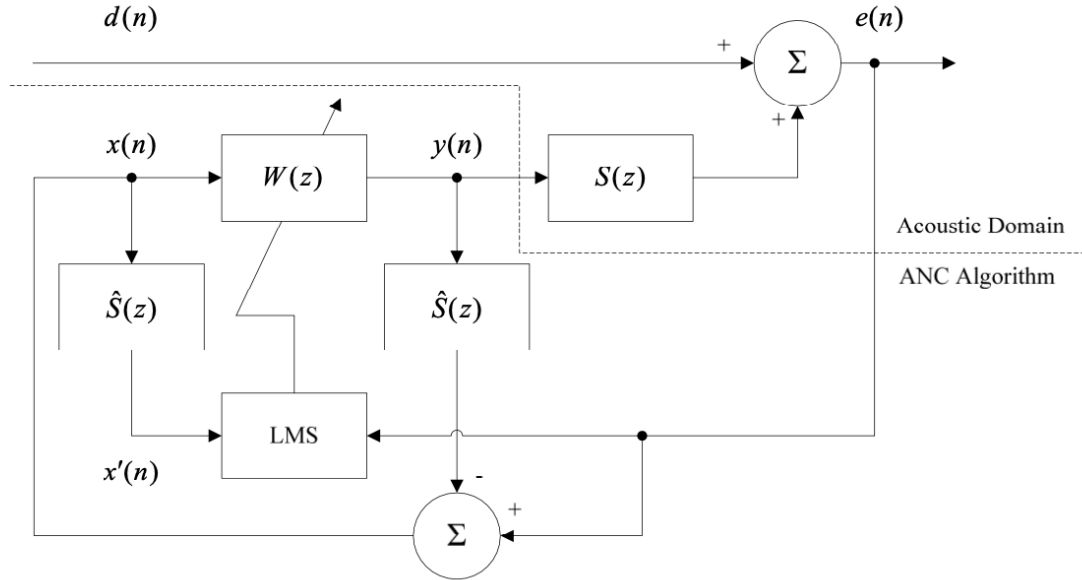 d(n)
e(n)
+
Σ
+
x(n)
W(z)
y(n)
S(z)
Acoustic Domain
ANC Algorithm
Ŝ(z)
Ŝ(z)
LMS
x′(n)
-
+
Σ